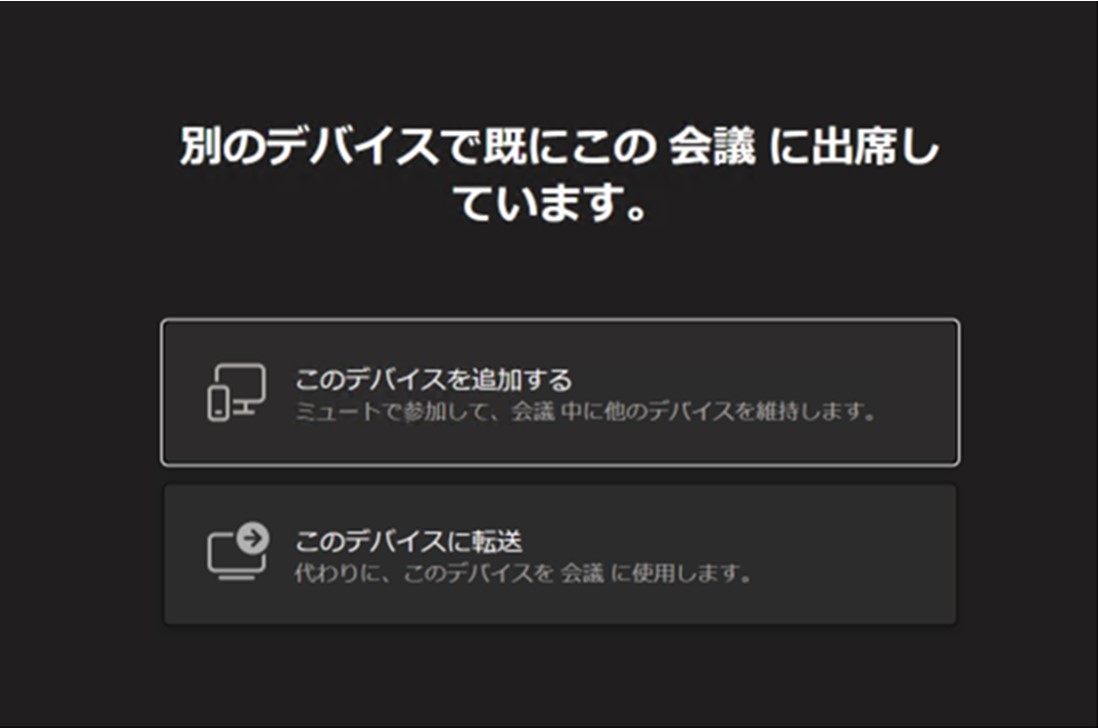 別のデバイスで既にこの 会議 に出席し
ています。
このデバイスを追加する
ミュートで参加して、会議 中に他のデバイスを維持します。
このデバイスに転送
代わりに、このデバイスを 会議 に使用します。